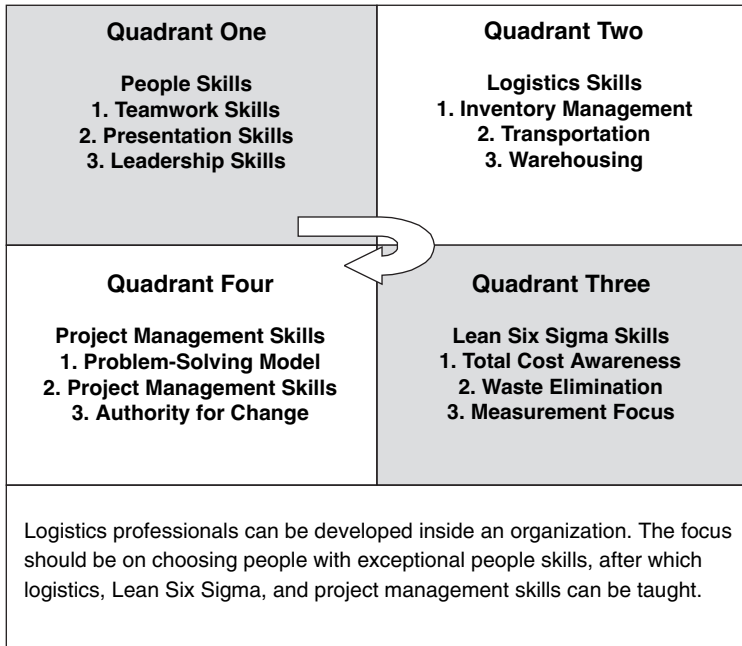 Quadrant One
People Skills
1. Teamwork Skills
2. Presentation Skills
3. Leadership Skills
Quadrant Two
Logistics Skills
1. Inventory Management
2. Transportation
3. Warehousing
Quadrant Four
Project Management Skills
1. Problem-Solving Model
2. Project Management Skills
3. Authority for Change
Quadrant Three
Lean Six Sigma Skills
1. Total Cost Awareness
2. Waste Elimination
3. Measurement Focus
Logistics professionals can be developed inside an organization. The focus
should be on choosing people with exceptional people skills, after which
logistics, Lean Six Sigma, and project management skills can be taught.